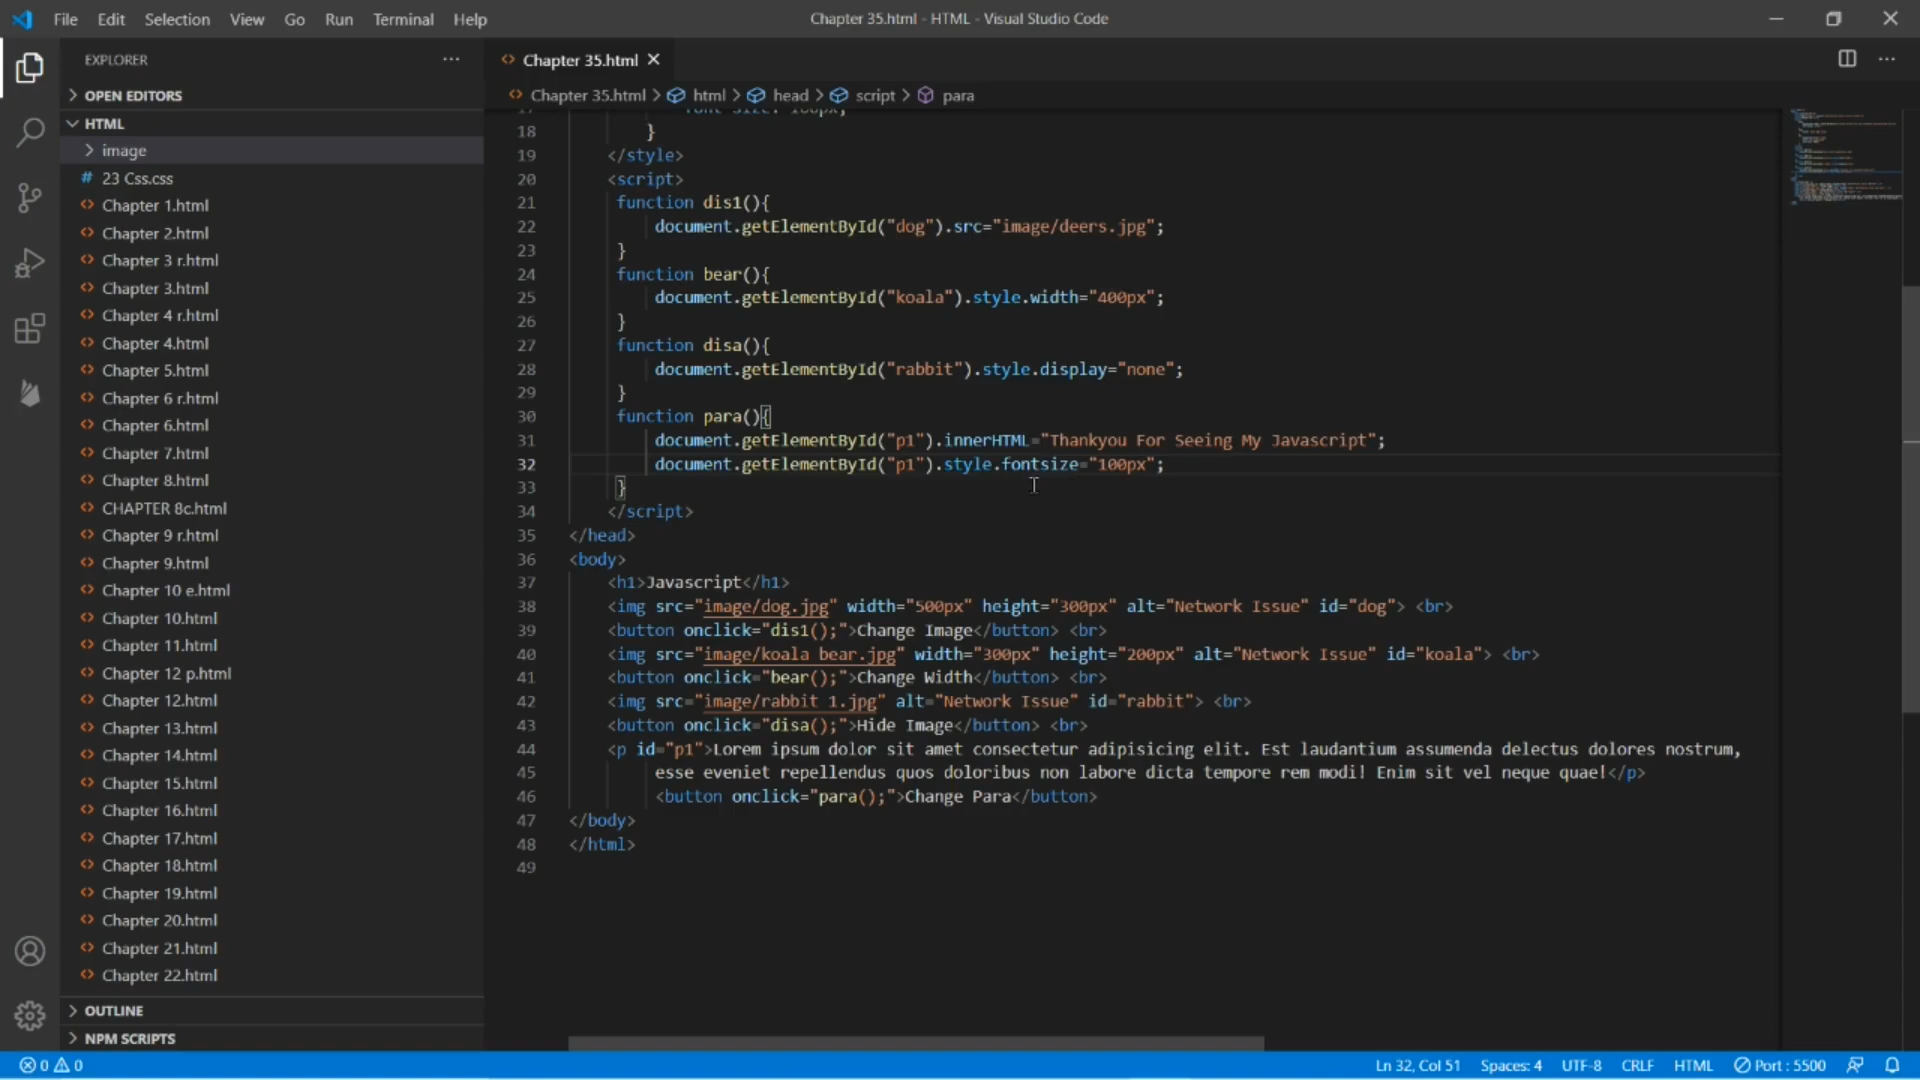 File Edit Selection View Go Run Terminal Help
Chapter 35.html - HTML - Visual Studio Code
EXPLORER
OPEN EDITORS
HTML
image
# 23 Css.css
Chapter 1.html
Chapter 2.html
Chapter 3 r.html
Chapter 3.html
Chapter 4 r.html
Chapter 4.html
Chapter 5.html
Chapter 6 r.html
Chapter 6.html
Chapter 7.html
Chapter 8.html
CHAPTER 8c.html
Chapter 9 r.html
Chapter 9.html
Chapter 10 e.html
Chapter 10.html
Chapter 11.html
Chapter 12 p.html
Chapter 12.html
Chapter 13.html
Chapter 14.html
Chapter 15.html
Chapter 16.html
Chapter 17.html
Chapter 18.html
Chapter 19.html
Chapter 20.html
Chapter 21.html
Chapter 22.html
OUTLINE
NPM SCRIPTS
Chapter 35.html
Chapter 35.html > html > head > script > para
18 }
19 </style>
20 <script>
21 function dis1(){
22 document.getElementById("dog").src="image/deers.jpg";
23 }
24 function bear(){
25 document.getElementById("koala").style.width="400px";
26 }
27 function disa(){
28 document.getElementById("rabbit").style.display="none";
29 }
30 function para(){
31 document.getElementById("p1").innerHTML="Thankyou For Seeing My Javascript";
32 document.getElementById("p1").style.fontsize="100px";
33 }
34 </script>
35 </head>
36 <body>
37 <h1>Javascript</h1>
38 <img src="image/dog.jpg" width="500px" height="300px" alt="Network Issue" id="dog"> <br>
39 <button onclick="dis1();">Change Image</button> <br>
40 <img src="image/koala bear.jpg" width="300px" height="200px" alt="Network Issue" id="koala"> <br>
41 <button onclick="bear();">Change Width</button> <br>
42 <img src="image/rabbit 1.jpg" alt="Network Issue" id="rabbit"> <br>
43 <button onclick="disa();">Hide Image</button> <br>
44 <p id="p1">Lorem ipsum dolor sit amet consectetur adipisicing elit. Est laudantium assumenda delectus dolores nostrum,
45 esse eveniet repellendus quos doloribus non labore dicta tempore rem modi! Enim sit vel neque quae!</p>
46 <button onclick="para();">Change Para</button>
47 </body>
48 </html>
49
0 0
Ln 32, Col 51 Spaces: 4 UTF-8 CRLF HTML Port : 5500